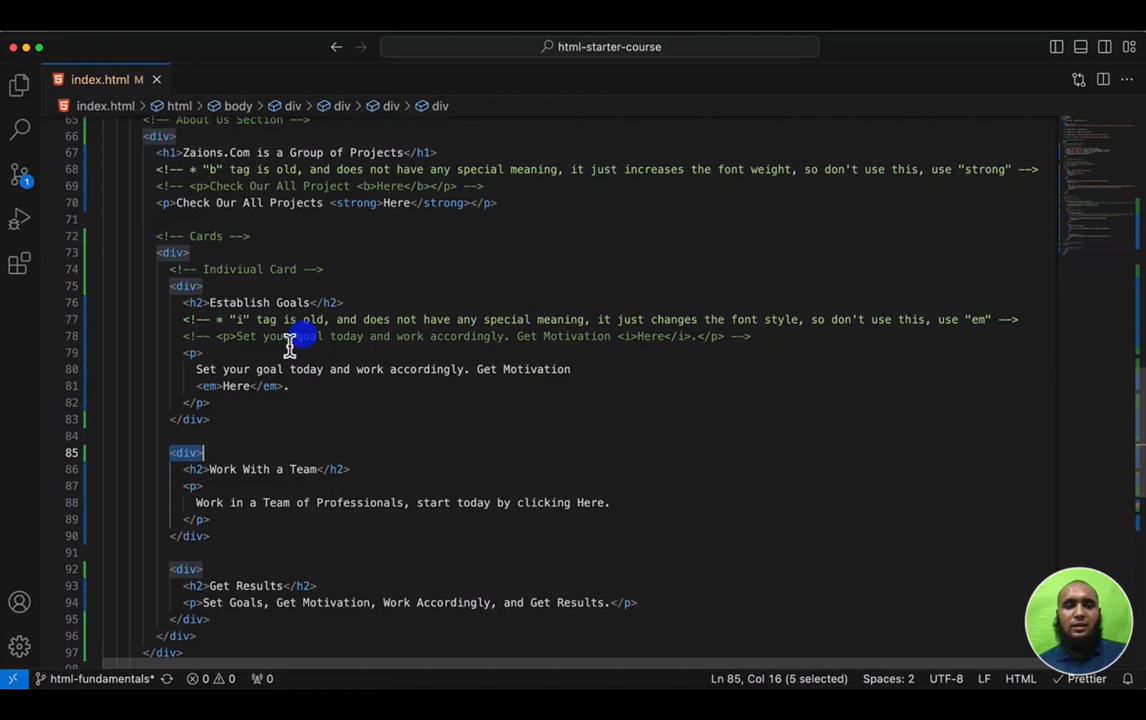 html-starter-course
index.html M
index.html > html > body > div > div > div > div
65 <!-- About Us Section -->
66 <div>
67 <h1>Zaions.Com is a Group of Projects</h1>
68 <!-- * "b" tag is old, and does not have any special meaning, it just increases the font weight, so don't use this, use "strong" -->
69 <!-- <p>Check Our All Project <b>Here</b></p> -->
70 <p>Check Our All Projects <strong>Here</strong></p>
71
72 <!-- Cards -->
73 <div>
74 <!-- Indiviual Card -->
75 <div>
76 <h2>Establish Goals</h2>
77 <!-- * "i" tag is old, and does not have any special meaning, it just changes the font style, so don't use this, use "em" -->
78 <!-- <p>Set your goal today and work accordingly. Get Motivation <i>Here</i>.</p> -->
79 <p>
80 Set your goal today and work accordingly. Get Motivation
81 <em>Here</em>.
82 </p>
83 </div>
84
85 <div>
86 <h2>Work With a Team</h2>
87 <p>
88 Work in a Team of Professionals, start today by clicking Here.
89 </p>
90 </div>
91
92 <div>
93 <h2>Get Results</h2>
94 <p>Set Goals, Get Motivation, Work Accordingly, and Get Results.</p>
95 </div>
96 </div>
97 </div>
98
1
html-fundamentals* 0 0 0 Ln 85, Col 16 (5 selected) Spaces: 2 UTF-8 LF HTML Prettier